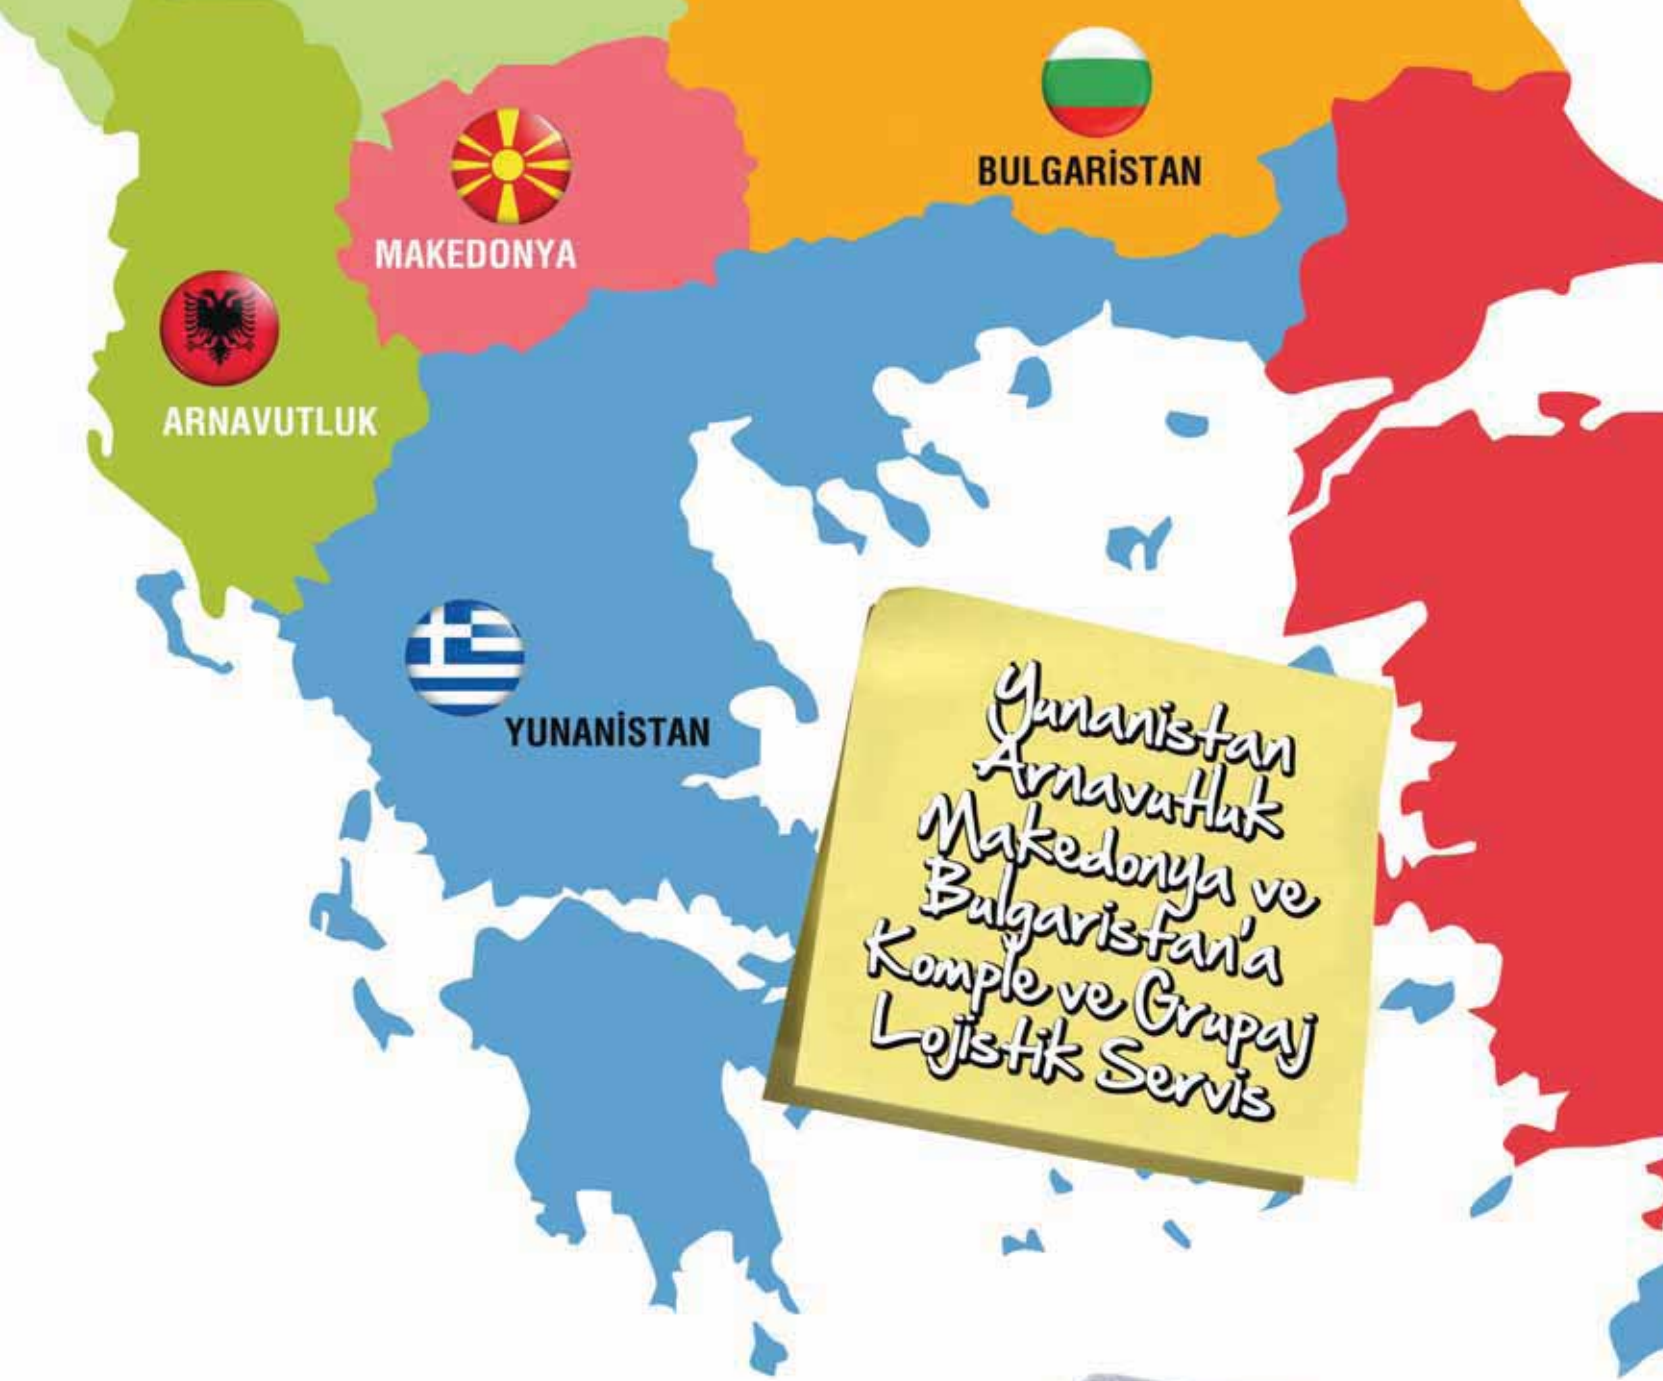 BULGARİSTAN
MAKEDONYA
ARNAVUTLUK
YUNANİSTAN
Yunanistan
Arnavutluk
Makedonya ve
Bulgaristan'a
Komple ve Grupaj
Lojistik Servis